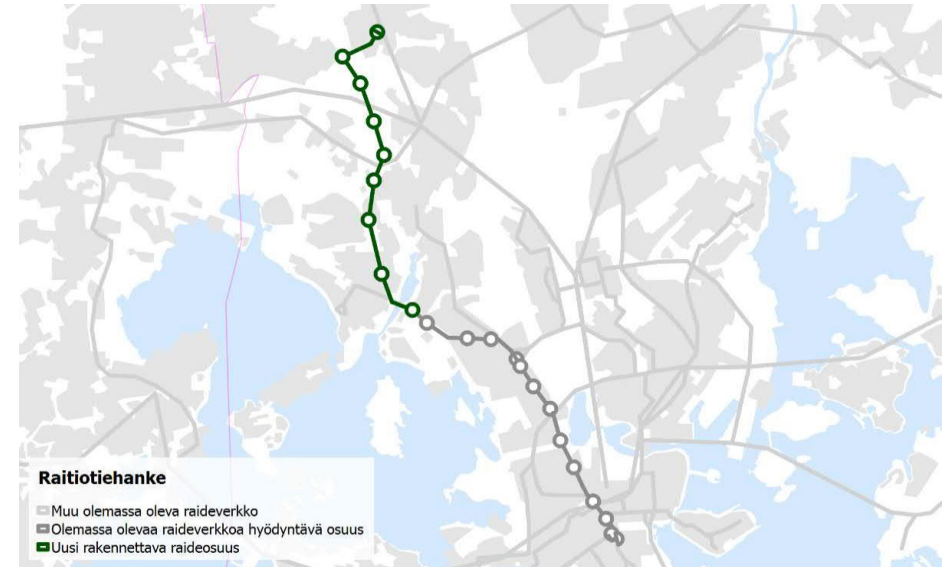 Raitiotiehanke
Muu olemassa oleva raideverkko
Olemassa olevaa raideverkkoa hyödyntävä osuus
Uusi rakennettava raideosuus